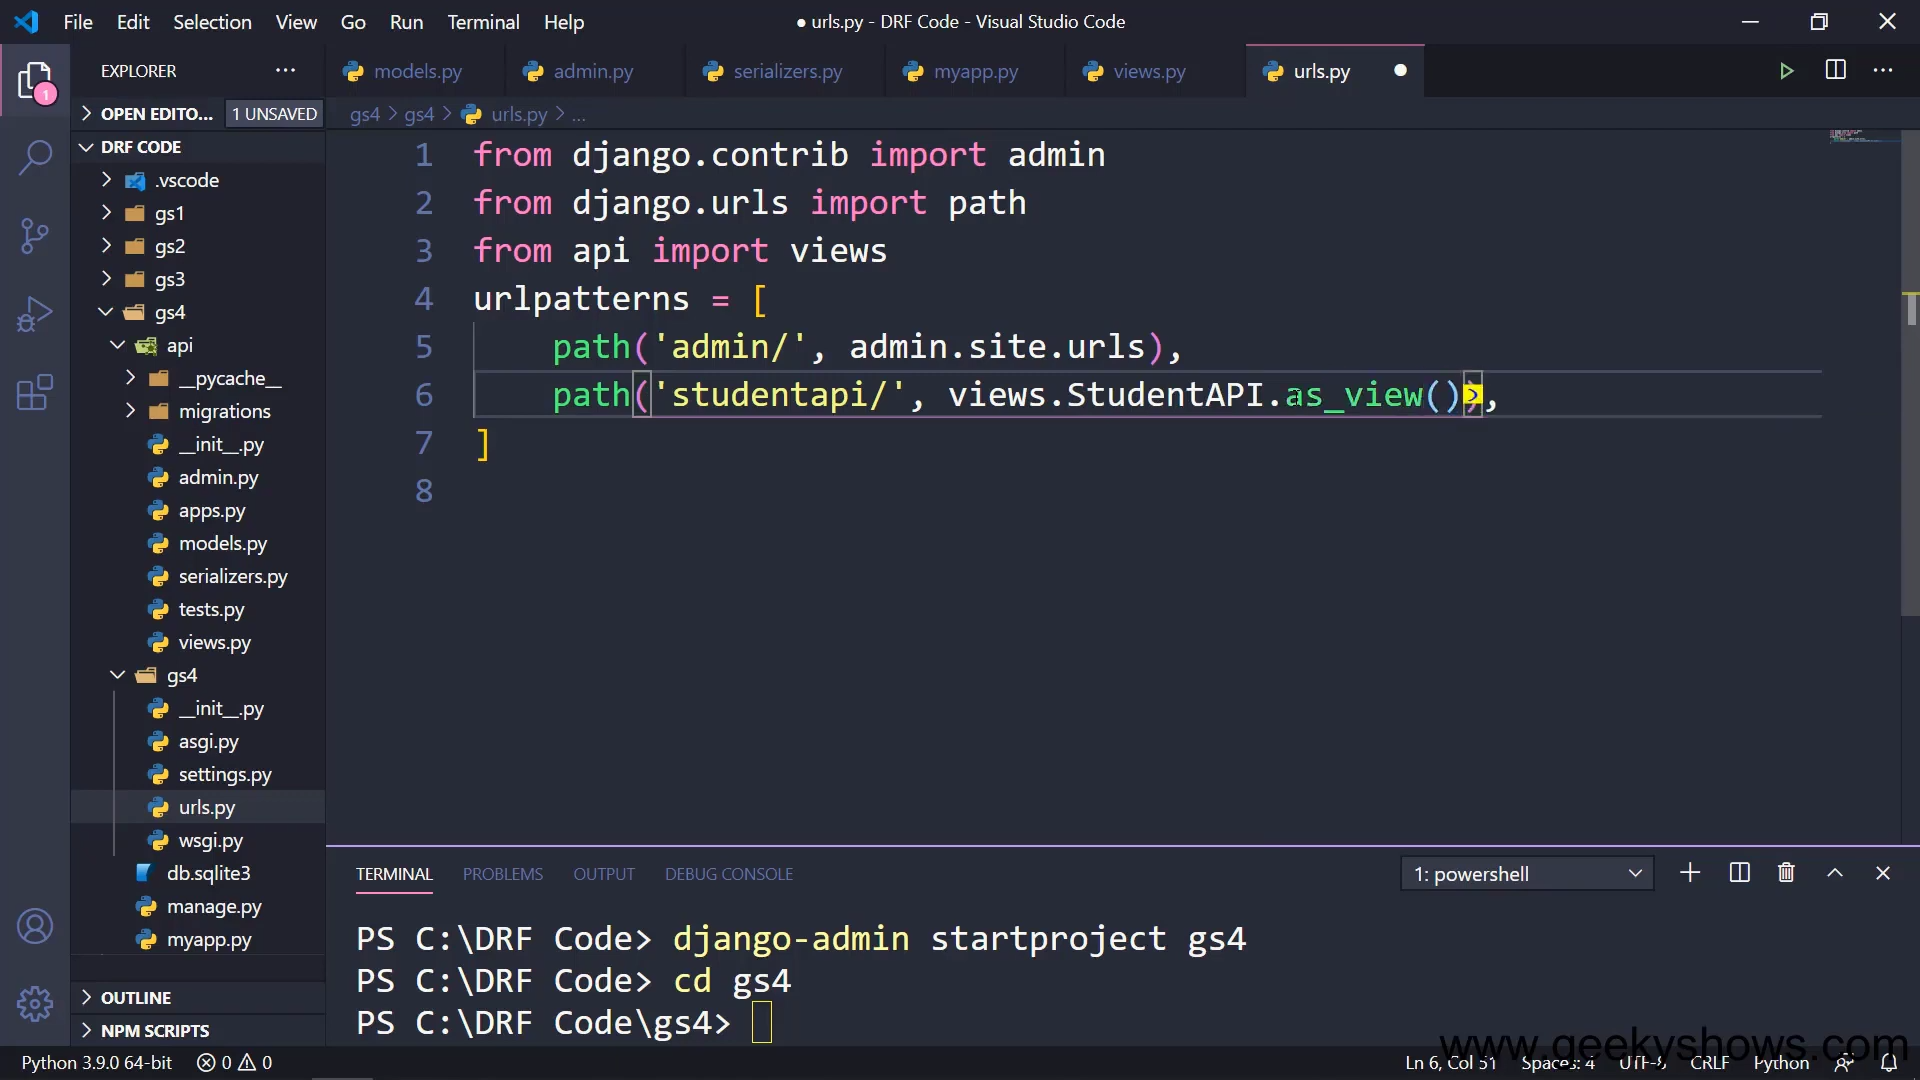 File Edit Selection View Go Run Terminal Help
● urls.py - DRF Code - Visual Studio Code
EXPLORER
models.py admin.py serializers.py myapp.py views.py urls.py
1
OPEN EDITO... 1 UNSAVED
gs4 > gs4 > urls.py > ...
DRF CODE
.vscode
gs1
gs2
gs3
gs4
api
__pycache__
migrations
__init__.py
admin.py
apps.py
models.py
serializers.py
tests.py
views.py
gs4
__init__.py
asgi.py
settings.py
urls.py
wsgi.py
db.sqlite3
manage.py
myapp.py
OUTLINE
NPM SCRIPTS
1 from django.contrib import admin
2 from django.urls import path
3 from api import views
4 urlpatterns = [
5 path('admin/', admin.site.urls),
6 path('studentapi/', views.StudentAPI.as_view()),
7 ]
8
TERMINAL PROBLEMS OUTPUT DEBUG CONSOLE 1: powershell
PS C:\DRF Code> django-admin startproject gs4
PS C:\DRF Code> cd gs4
PS C:\DRF Code\gs4>
www.geekyshows.com
Python 3.9.0 64-bit 0 0 Ln 6, Col 51 Spaces: 4 UTF-8 CRLF Python